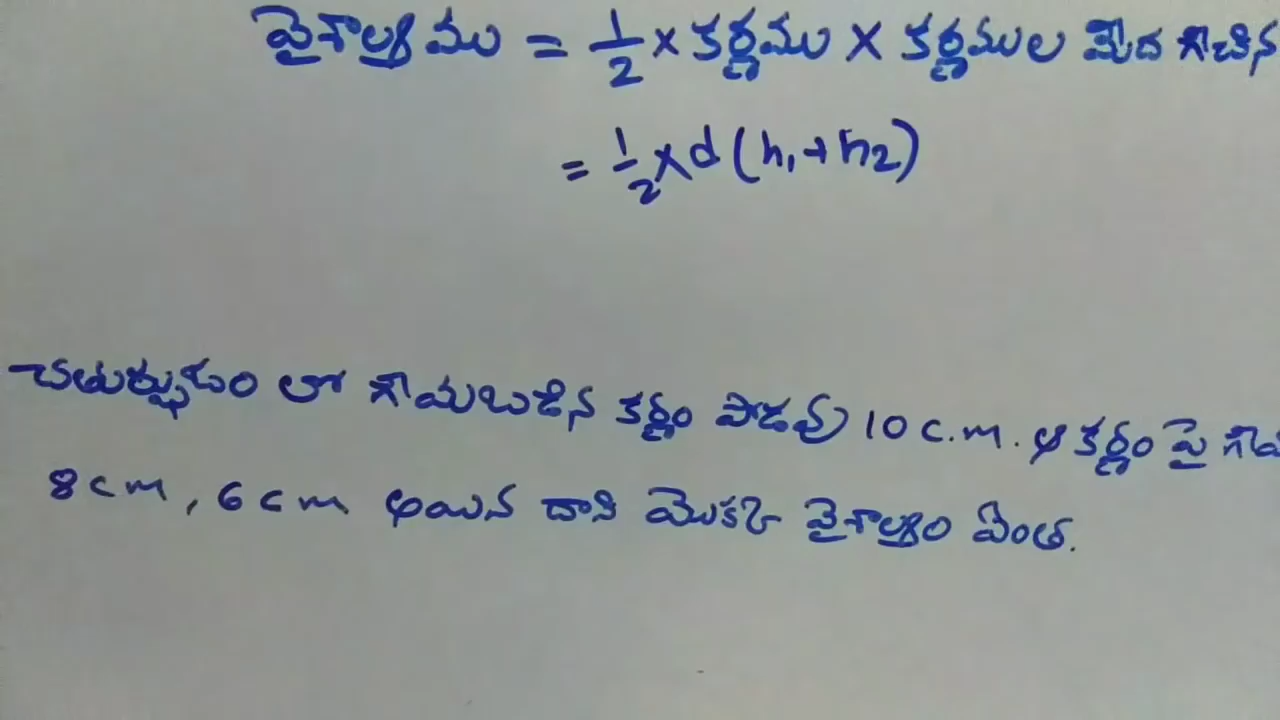 వైశాల్యము = 1/2 × కర్ణము × కర్ణముల మీద గీచిన
= 1/2 × d (h₁ + h₂)
చతుర్భుజం లో గీయబడిన కర్ణం పొడవు 10 c.m. ఆ కర్ణం పై
8 cm, 6 cm అయిన దాని యొక్క వైశాల్యం ఏంత.